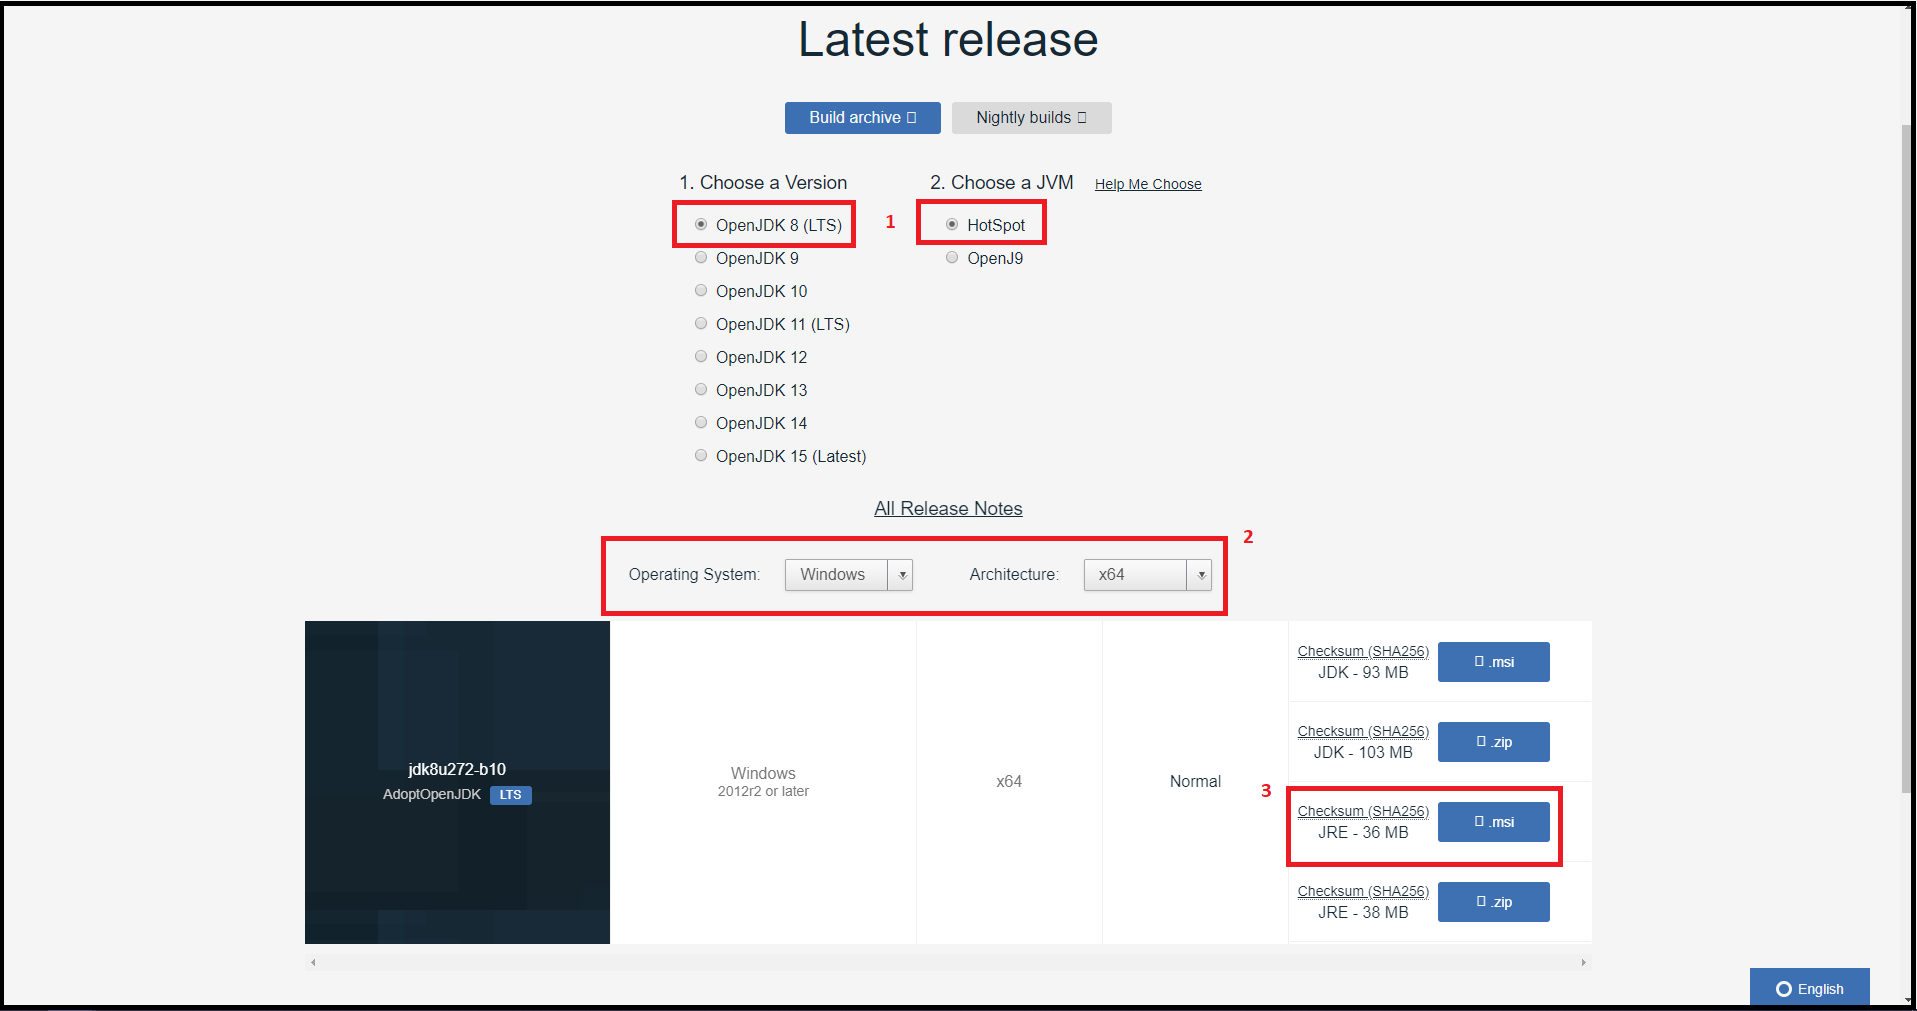 Latest release
Build archive
Nightly builds
1. Choose a Version
2. Choose a JVM
Help Me Choose
OpenJDK 8 (LTS)
1
HotSpot
OpenJDK 9
OpenJ9
OpenJDK 10
OpenJDK 11 (LTS)
OpenJDK 12
OpenJDK 13
OpenJDK 14
OpenJDK 15 (Latest)
All Release Notes
2
Operating System:
Windows
Architecture:
x64
jdk8u272-b10
AdoptOpenJDK LTS
Windows
2012r2 or later
x64
Normal
Checksum (SHA256)
JDK - 93 MB
.msi
Checksum (SHA256)
JDK - 103 MB
.zip
3
Checksum (SHA256)
JRE - 36 MB
.msi
Checksum (SHA256)
JRE - 38 MB
.zip
English